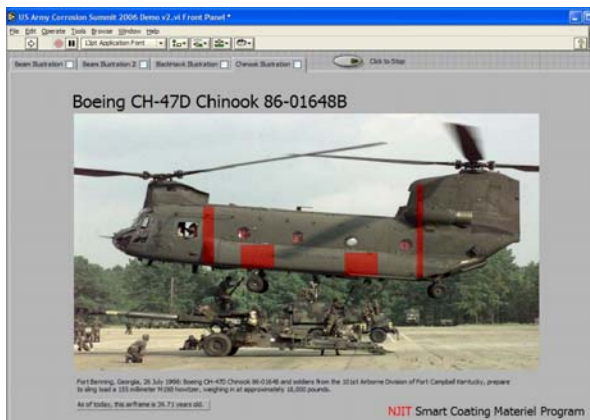 US Army Corrosion Summit 2006 Demo v2.vi Front Panel *
File Edit Operate Tools Browse Window Help
13pt Application Font
Beam Illustration Beam Illustration 2 BlackHawk Illustration Chinook Illustration Click to Stop
Boeing CH-47D Chinook 86-01648B
Fort Benning, Georgia, 26 July 1996: Boeing CH-47D Chinook 86-01648 and soldiers from the 101st Airborne Division of Fort Campbell Kentucky, prepare
to sling load a 155 millimeter M198 howitzer, weighing in at approximately 16,000 pounds.
As of today, this airframe is 39.73 years old.
NJIT Smart Coating Materiel Program